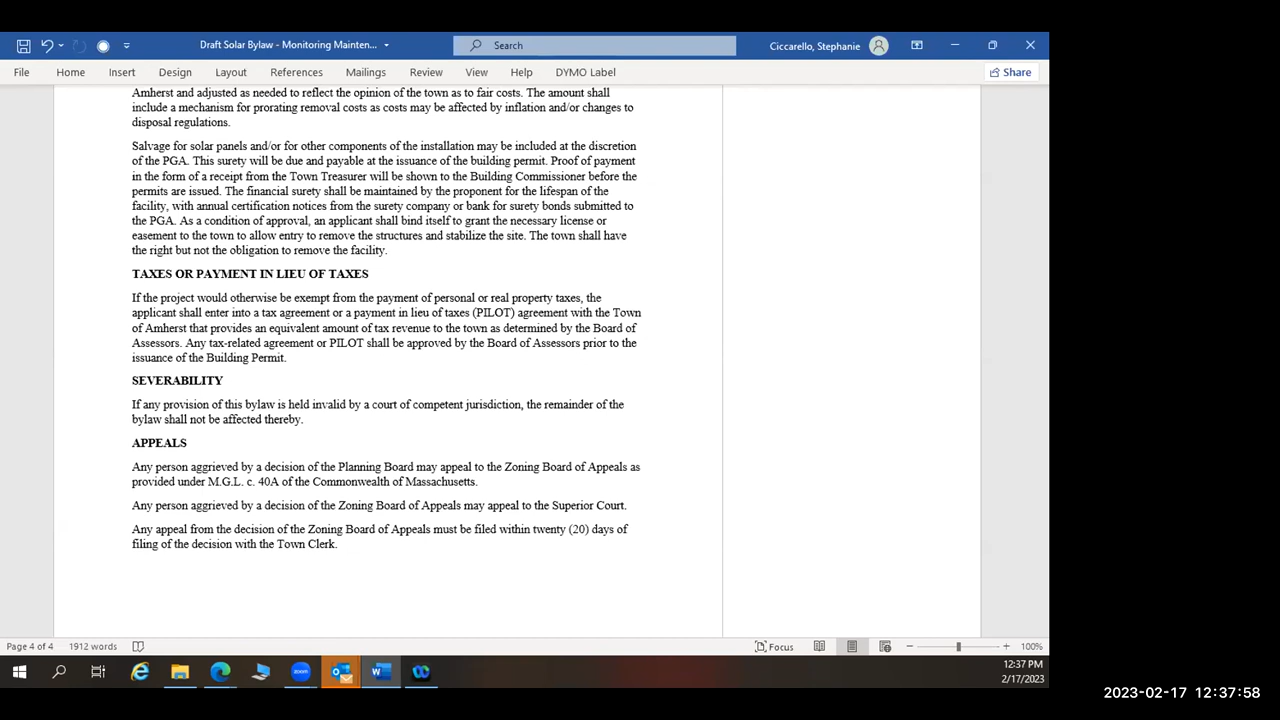 Draft Solar Bylaw - Monitoring Mainten...
Search
Ciccarello, Stephanie
File Home Insert Design Layout References Mailings Review View Help DYMO Label Share
Amherst and adjusted as needed to reflect the opinion of the town as to fair costs. The amount shall
include a mechanism for prorating removal costs as costs may be affected by inflation and/or changes to
disposal regulations.
Salvage for solar panels and/or for other components of the installation may be included at the discretion
of the PGA. This surety will be due and payable at the issuance of the building permit. Proof of payment
in the form of a receipt from the Town Treasurer will be shown to the Building Commissioner before the
permits are issued. The financial surety shall be maintained by the proponent for the lifespan of the
facility, with annual certification notices from the surety company or bank for surety bonds submitted to
the PGA. As a condition of approval, an applicant shall bind itself to grant the necessary license or
easement to the town to allow entry to remove the structures and stabilize the site. The town shall have
the right but not the obligation to remove the facility.
TAXES OR PAYMENT IN LIEU OF TAXES
If the project would otherwise be exempt from the payment of personal or real property taxes, the
applicant shall enter into a tax agreement or a payment in lieu of taxes (PILOT) agreement with the Town
of Amherst that provides an equivalent amount of tax revenue to the town as determined by the Board of
Assessors. Any tax-related agreement or PILOT shall be approved by the Board of Assessors prior to the
issuance of the Building Permit.
SEVERABILITY
If any provision of this bylaw is held invalid by a court of competent jurisdiction, the remainder of the
bylaw shall not be affected thereby.
APPEALS
Any person aggrieved by a decision of the Planning Board may appeal to the Zoning Board of Appeals as
provided under M.G.L. c. 40A of the Commonwealth of Massachusetts.
Any person aggrieved by a decision of the Zoning Board of Appeals may appeal to the Superior Court.
Any appeal from the decision of the Zoning Board of Appeals must be filed within twenty (20) days of
filing of the decision with the Town Clerk.
Page 4 of 4 1912 words Focus 100%
zoom
12:37 PM
2/17/2023
2023-02-17 12:37:58